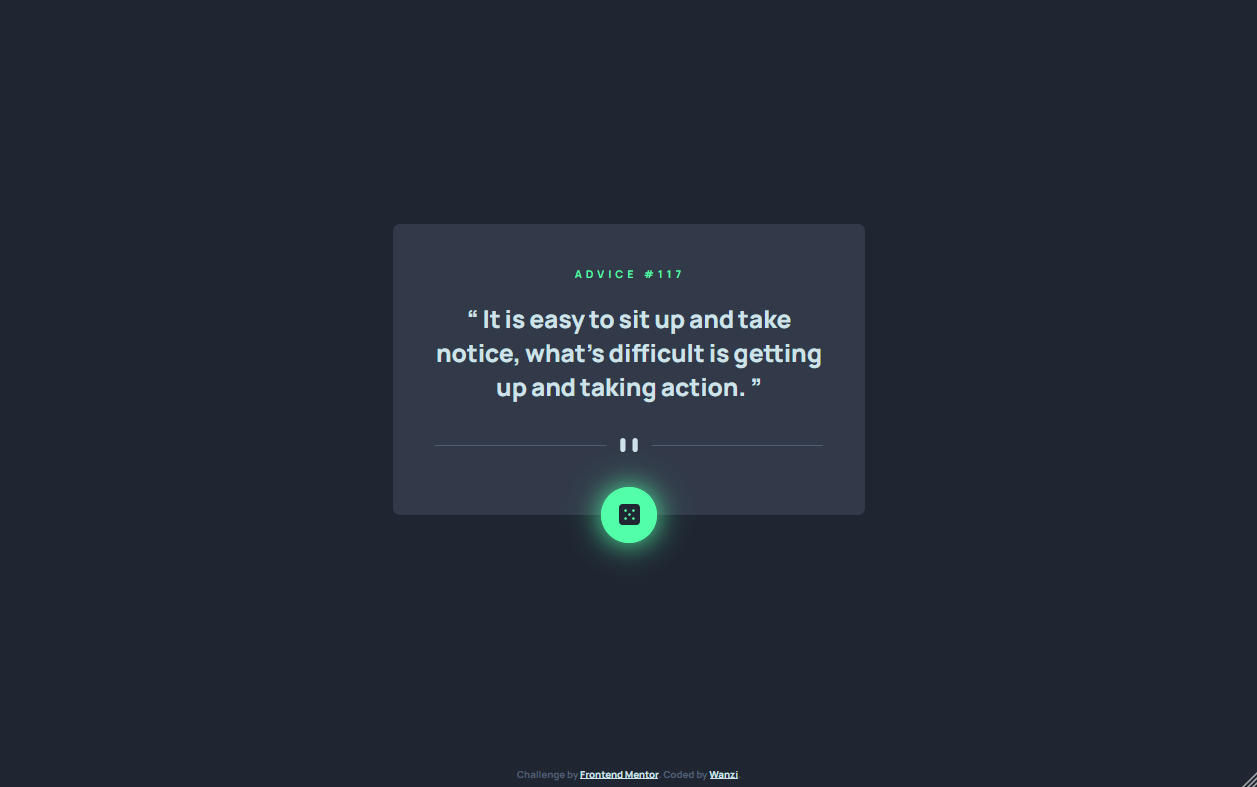 ADVICE #117
“ It is easy to sit up and take
notice, what’s difficult is getting
up and taking action. ”
Challenge by Frontend Mentor. Coded by Wanzi.